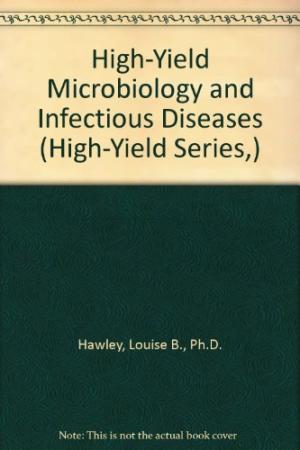 High-Yield
Microbiology and
Infectious Diseases
(High-Yield Series,)
Hawley, Louise B., Ph.D.
Note: This is not the actual book cover